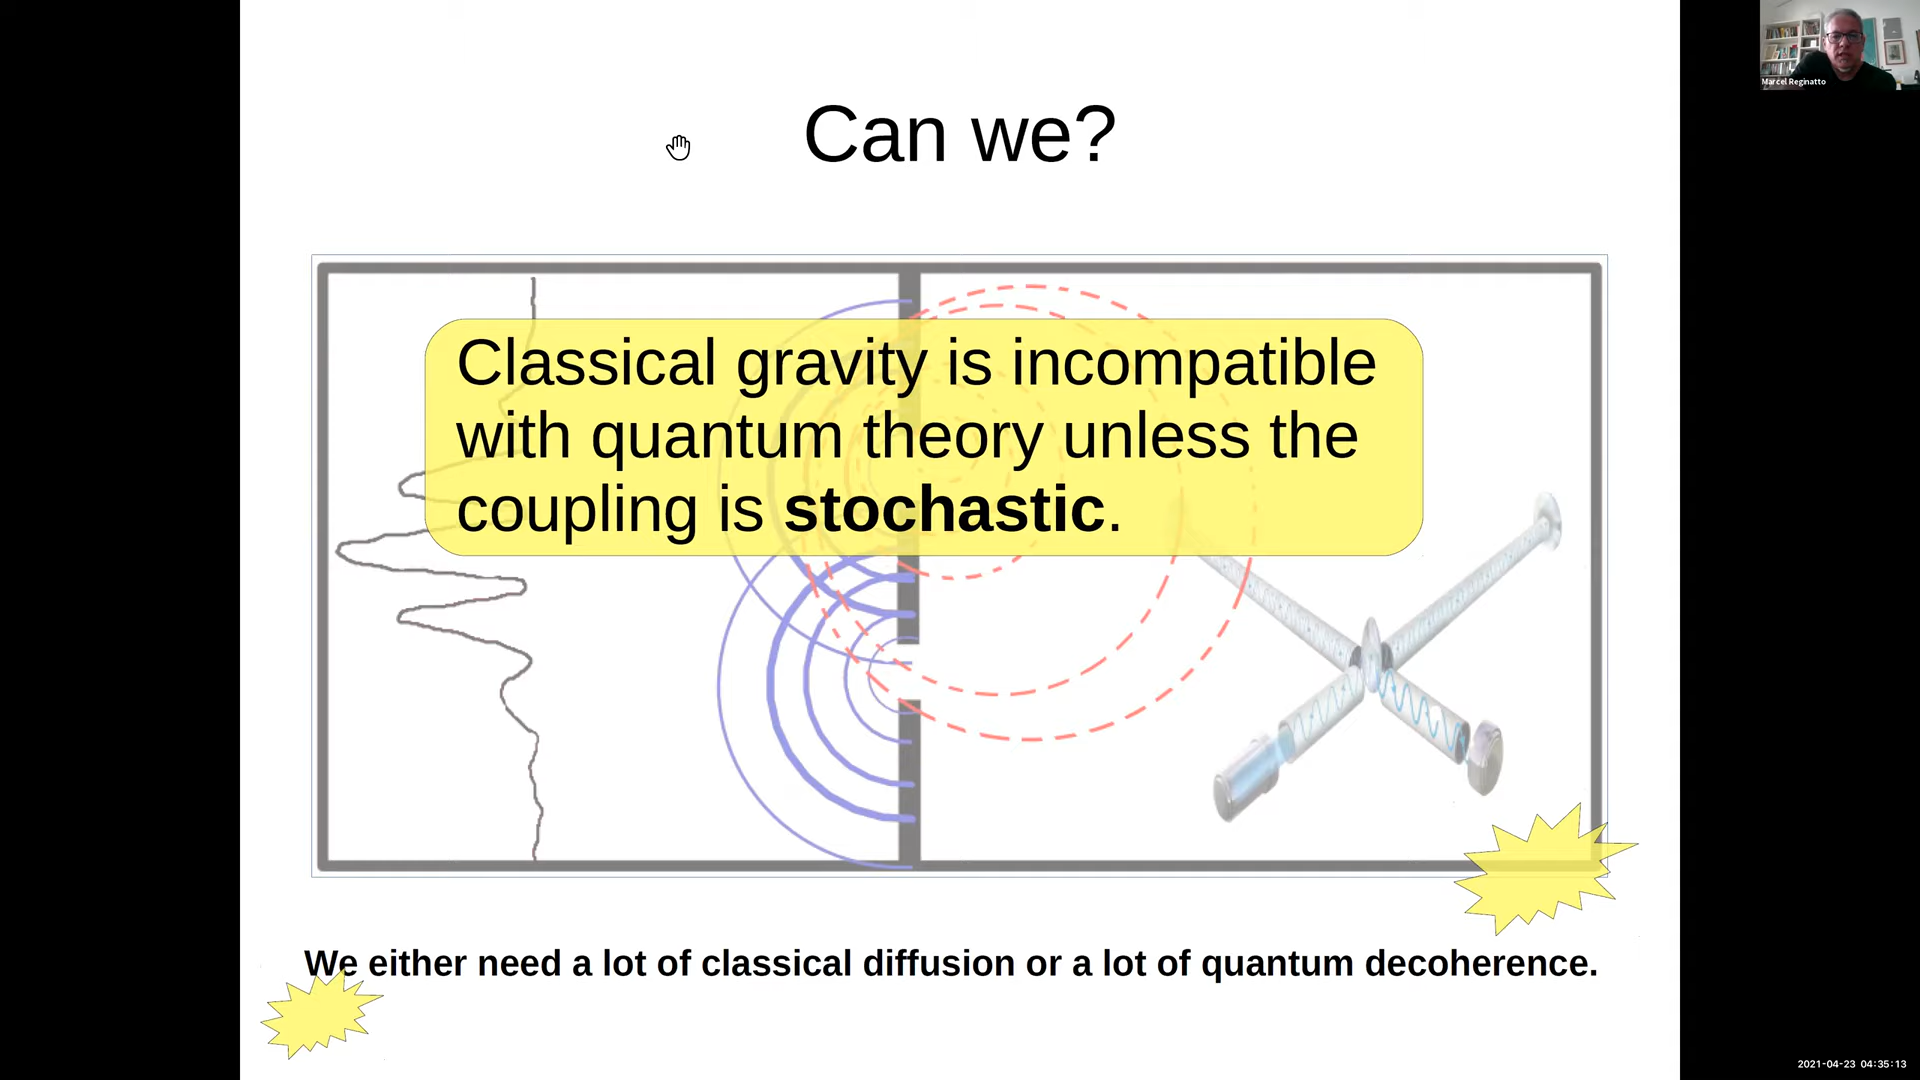 Can we?
Classical gravity is incompatible
with quantum theory unless the
coupling is stochastic.
We either need a lot of classical diffusion or a lot of quantum decoherence.
Marcel Reginatto
2021-04-23 04:35:13